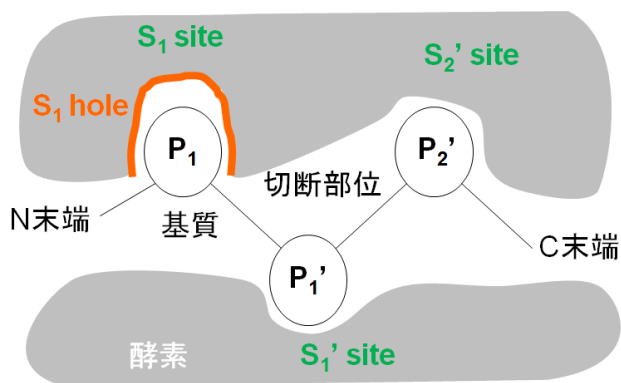 S₁ site
S₂’ site
S₁ hole
P₁
P₂’
切断部位
N末端
基質
C末端
P₁’
酵素
S₁’ site